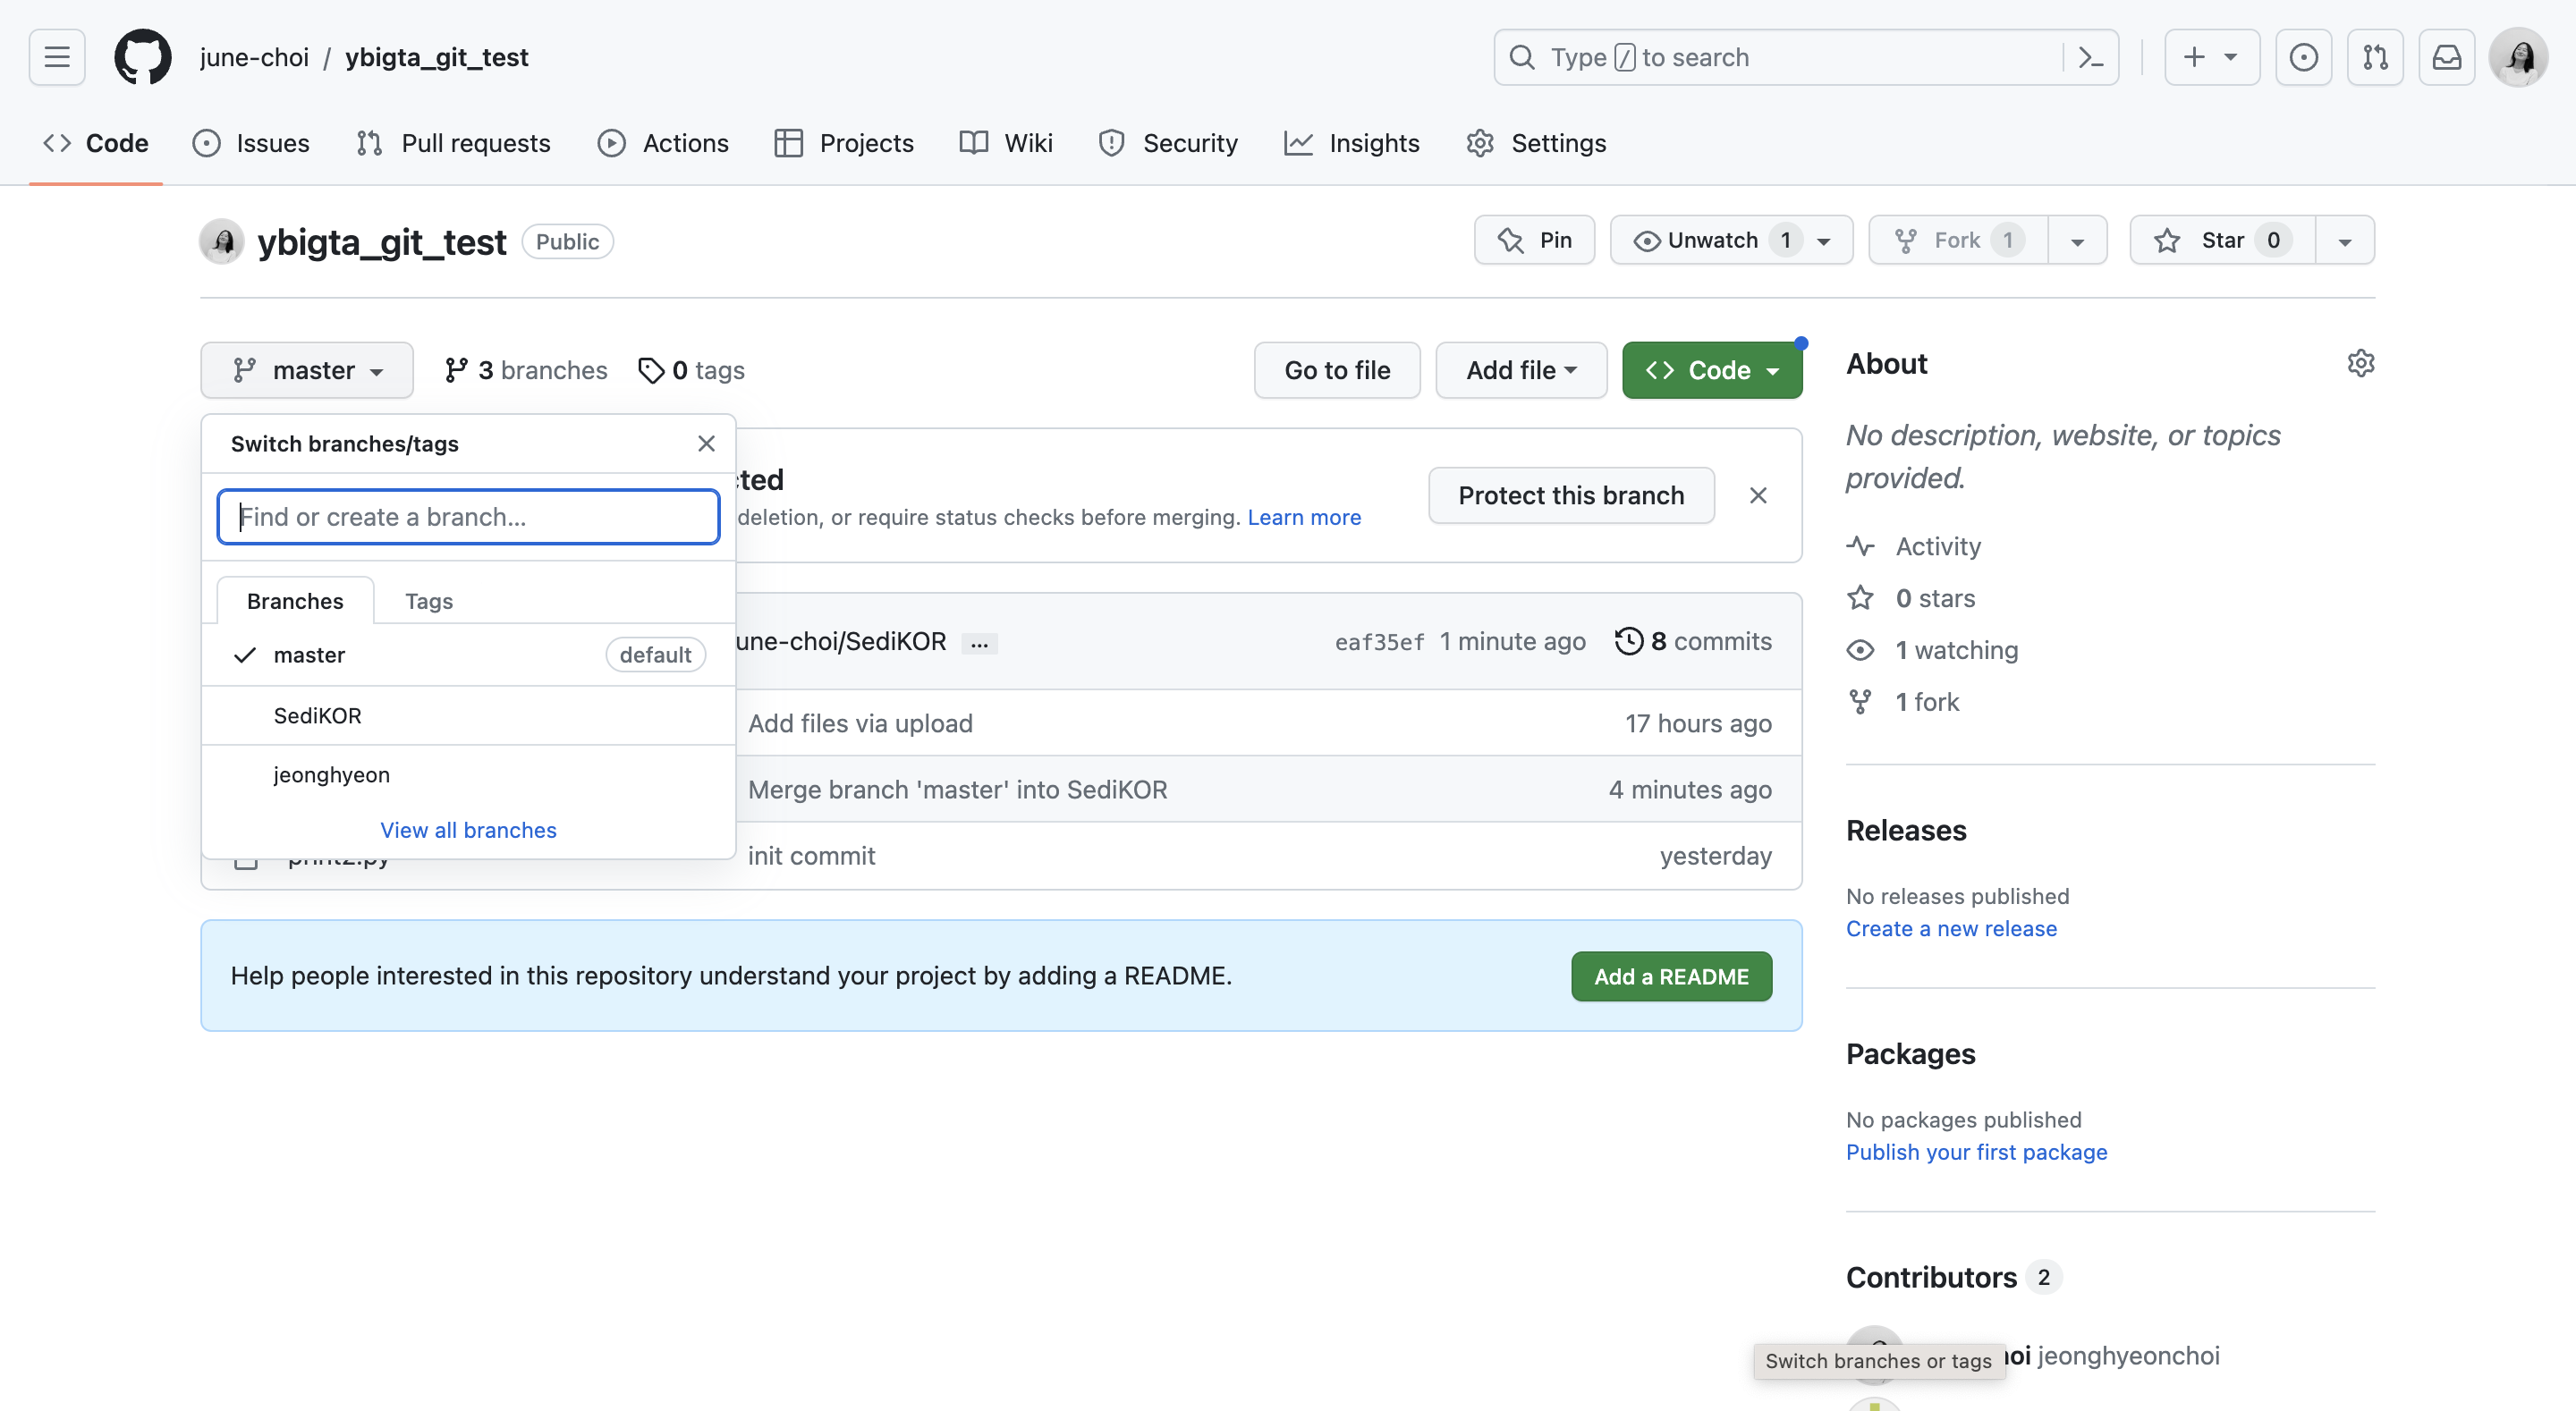 june-choi / ybigta_git_test
Type / to search
Code Issues Pull requests Actions Projects Wiki Security Insights Settings
ybigta_git_test Public
Pin Unwatch 1 Fork 1 Star 0
master 3 branches 0 tags
Go to file Add file Code
Switch branches/tags
Find or create a branch...
Branches Tags
master default
SediKOR
jeonghyeon
View all branches
cted
deletion, or require status checks before merging. Learn more
Protect this branch
une-choi/SediKOR ... eaf35ef 1 minute ago 8 commits
Add files via upload 17 hours ago
Merge branch 'master' into SediKOR 4 minutes ago
print2.py init commit yesterday
Help people interested in this repository understand your project by adding a README.
Add a README
About
No description, website, or topics
provided.
Activity
0 stars
1 watching
1 fork
Releases
No releases published
Create a new release
Packages
No packages published
Publish your first package
Contributors 2
Switch branches or tags
oi jeonghyeonchoi